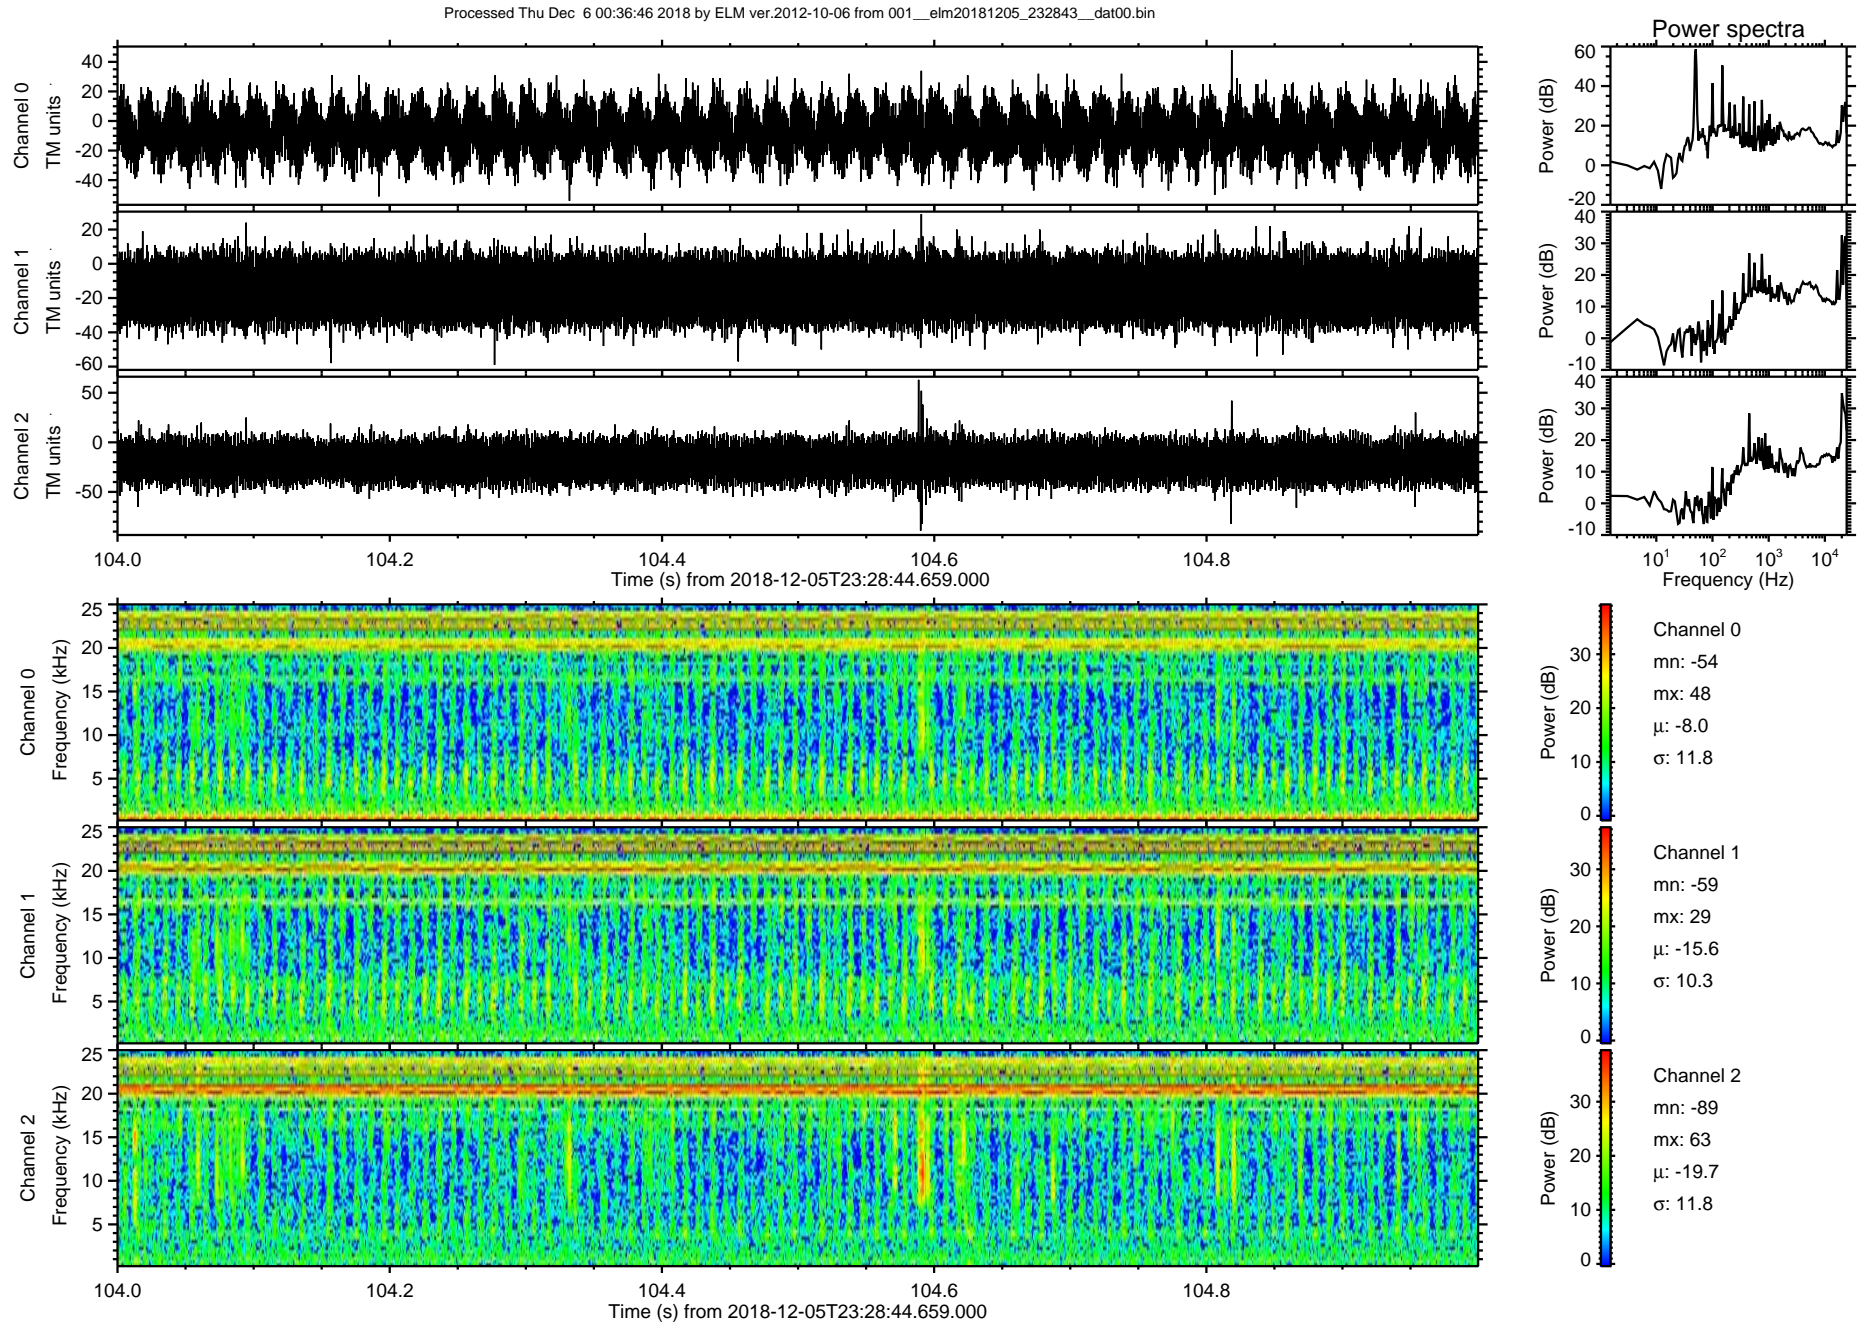 Processed Thu Dec  6 00:36:46 2018 by ELM ver.2012-10-06 from 001__elm20181205_232843__dat00.bin
Power spectra
Channel 0
TM units
40
20
0
-20
-40
Power (dB)
60
40
20
0
-20
Channel 1
TM units
20
0
-20
-40
-60
Power (dB)
40
30
20
10
0
-10
Channel 2
TM units
50
0
-50
Power (dB)
40
30
20
10
0
-10
104.0 104.2 104.4 104.6 104.8
Time (s) from 2018-12-05T23:28:44.659.000
10¹ 10² 10³ 10⁴
Frequency (Hz)
Channel 0
Frequency (kHz)
25
20
15
10
5
Power (dB)
30
20
10
0
Channel 0
mn: -54
mx: 48
μ: -8.0
σ: 11.8
Channel 1
Frequency (kHz)
25
20
15
10
5
Power (dB)
30
20
10
0
Channel 1
mn: -59
mx: 29
μ: -15.6
σ: 10.3
Channel 2
Frequency (kHz)
25
20
15
10
5
Power (dB)
30
20
10
0
Channel 2
mn: -89
mx: 63
μ: -19.7
σ: 11.8
104.0 104.2 104.4 104.6 104.8
Time (s) from 2018-12-05T23:28:44.659.000